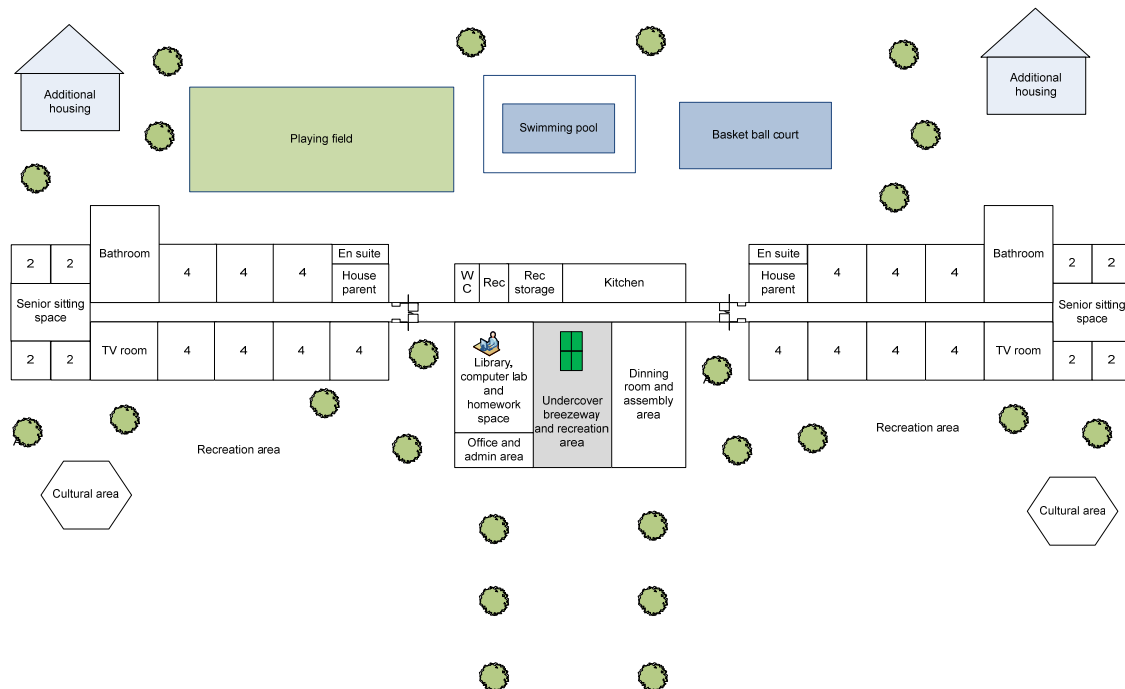 Additional
housing
Playing field
Swimming pool
Basket ball court
Additional
housing
2 2
Bathroom
4 4 4
En suite
House
parent
W
C
Rec
Rec
storage
Kitchen
En suite
House
parent
4 4 4
Bathroom
2 2
Senior sitting
space
Senior sitting
space
2 2
TV room
4 4 4 4
Library,
computer lab
and
homework
space
Office and
admin area
Undercover
breezeway
and recreation
area
Dinning
room and
assembly
area
4 4 4 4
TV room
2 2
Recreation area
Recreation area
Cultural area
Cultural area